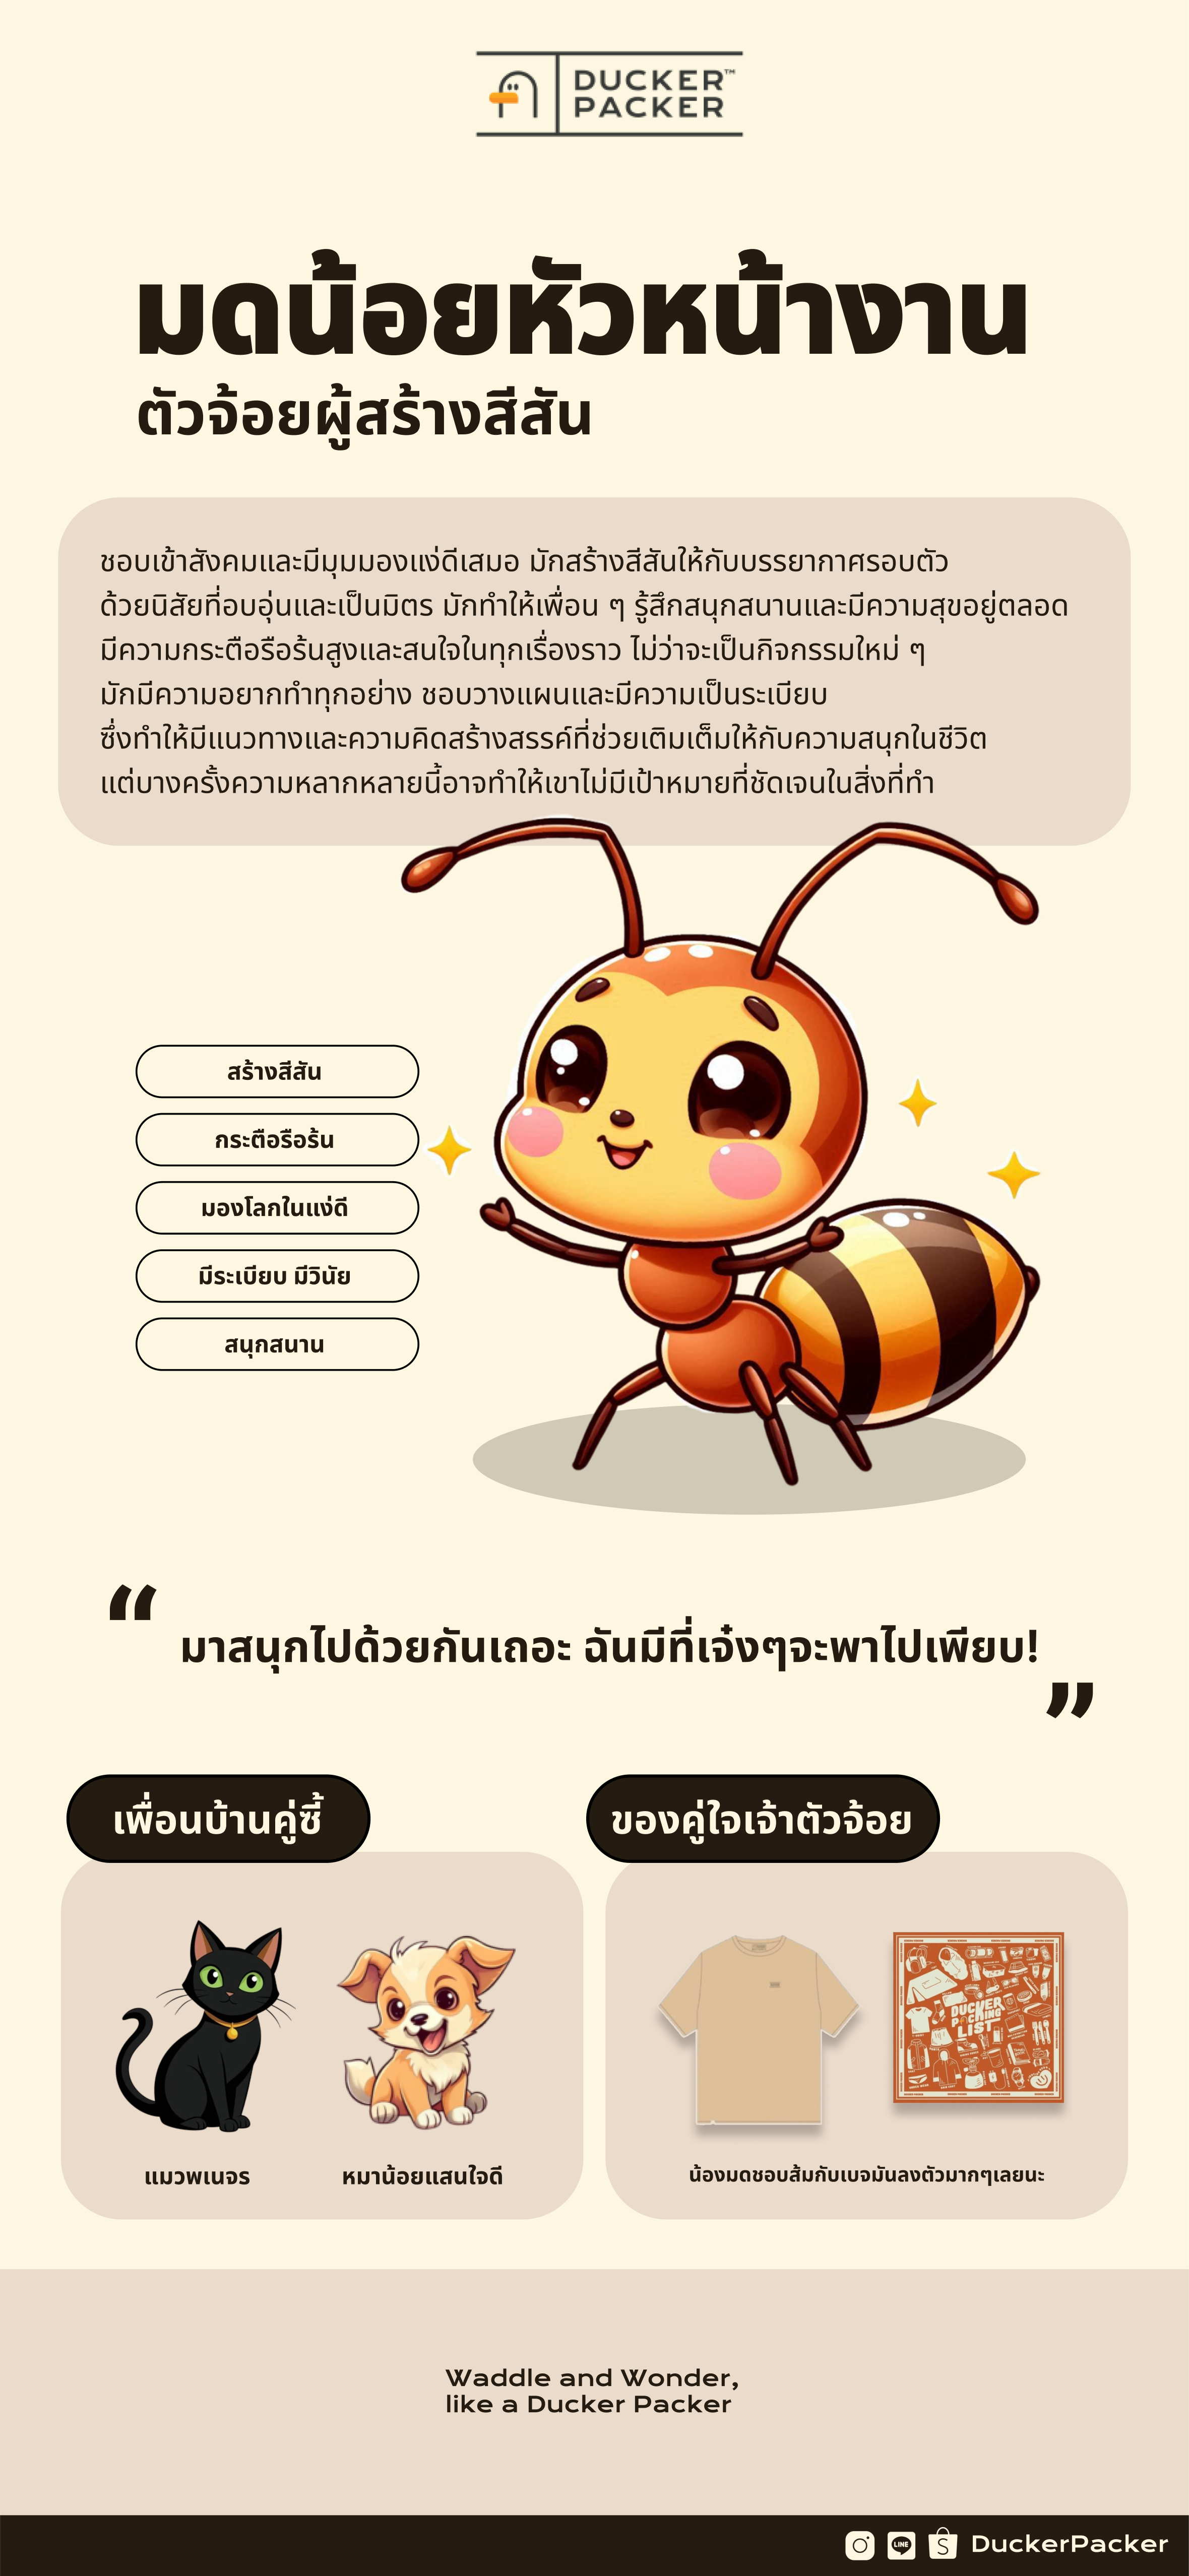 DUCKER™
PACKER
มดน้อยหัวหน้างาน
ตัวจ้อยผู้สร้างสีสัน
ชอบเข้าสังคมและมีมุมมองแง่ดีเสมอ มักสร้างสีสันให้กับบรรยากาศรอบตัว
ด้วยนิสัยที่อบอุ่นและเป็นมิตร มักทำให้เพื่อน ๆ รู้สึกสนุกสนานและมีความสุขอยู่ตลอด
มีความกระตือรือร้นสูงและสนใจในทุกเรื่องราว ไม่ว่าจะเป็นกิจกรรมใหม่ ๆ
มักมีความอยากทำทุกอย่าง ชอบวางแผนและมีความเป็นระเบียบ
ซึ่งทำให้มีแนวทางและความคิดสร้างสรรค์ที่ช่วยเติมเต็มให้กับความสนุกในชีวิต
แต่บางครั้งความหลากหลายนี้อาจทำให้เขาไม่มีเป้าหมายที่ชัดเจนในสิ่งที่ทำ
สร้างสีสัน
กระตือรือร้น
มองโลกในแง่ดี
มีระเบียบ มีวินัย
สนุกสนาน
“ มาสนุกไปด้วยกันเถอะ ฉันมีที่เจ๋งๆจะพาไปเพียบ! ”
เพื่อนบ้านคู่ซี้
ของคู่ใจเจ้าตัวจ้อย
DUCKER
PACKING
LIST
แมวพเนจร
หมาน้อยแสนใจดี
น้องมดชอบส้มกับเบจมันลงตัวมากๆเลยนะ
Waddle and Wonder,
like a Ducker Packer
LINE
S
DuckerPacker